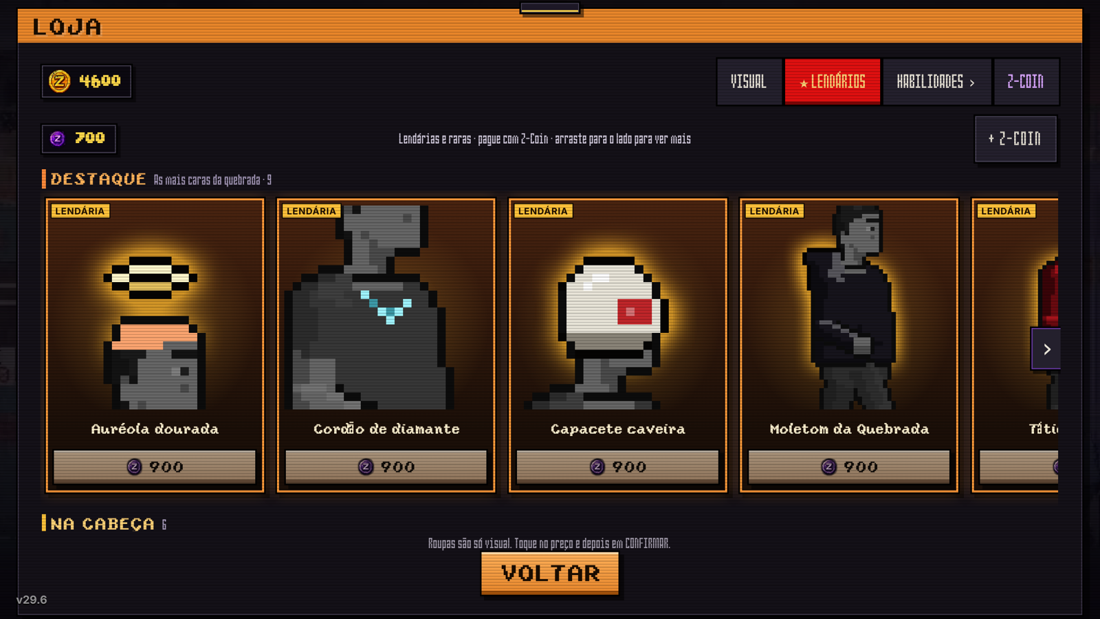 LOJA
4600
VISUAL
★ LENDÁRIOS
HABILIDADES >
Z-COIN
700
Lendárias e raras · pague com Z-Coin · arraste para o lado para ver mais
+ Z-COIN
DESTAQUE As mais caras da quebrada · 9
LENDÁRIA
LENDÁRIA
LENDÁRIA
LENDÁRIA
LENDÁRIA
>
Auréola dourada
Cordão de diamante
Capacete caveira
Moletom da Quebrada
900
900
900
900
NA CABEÇA 6
Roupas são só visual. Toque no preço e depois em CONFIRMAR.
VOLTAR
v29.6